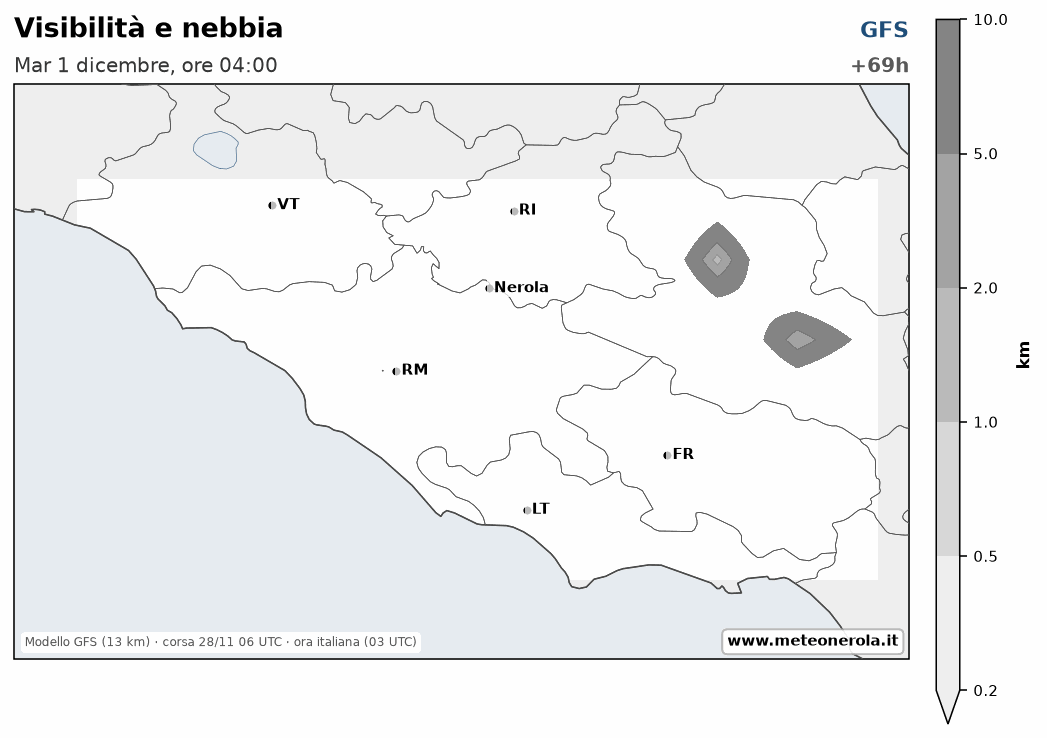 Visibilità e nebbia
GFS
Mar 1 dicembre, ore 04:00
+69h
10.0
5.0
2.0
1.0
0.5
0.2
km
VT
RI
Nerola
RM
FR
LT
Modello GFS (13 km) · corsa 28/11 06 UTC · ora italiana (03 UTC)
www.meteonerola.it